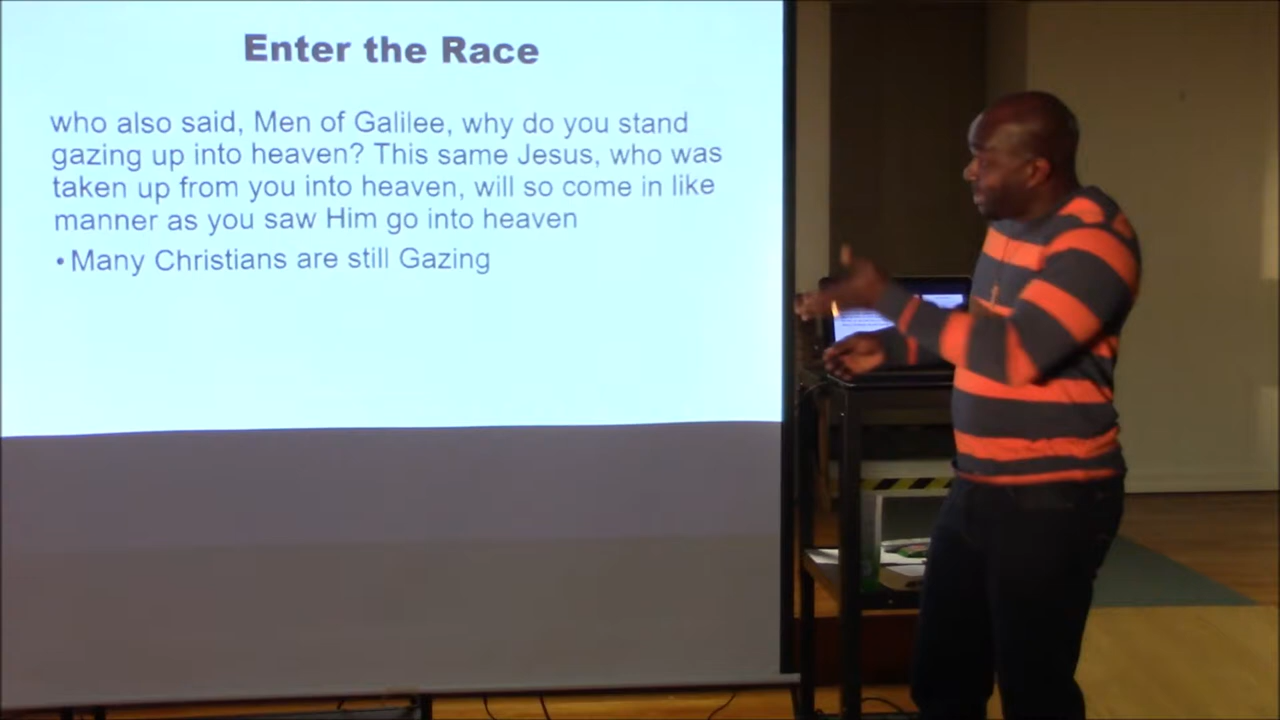 Enter the Race
who also said, Men of Galilee, why do you stand
gazing up into heaven? This same Jesus, who was
taken up from you into heaven, will so come in like
manner as you saw Him go into heaven
• Many Christians are still Gazing